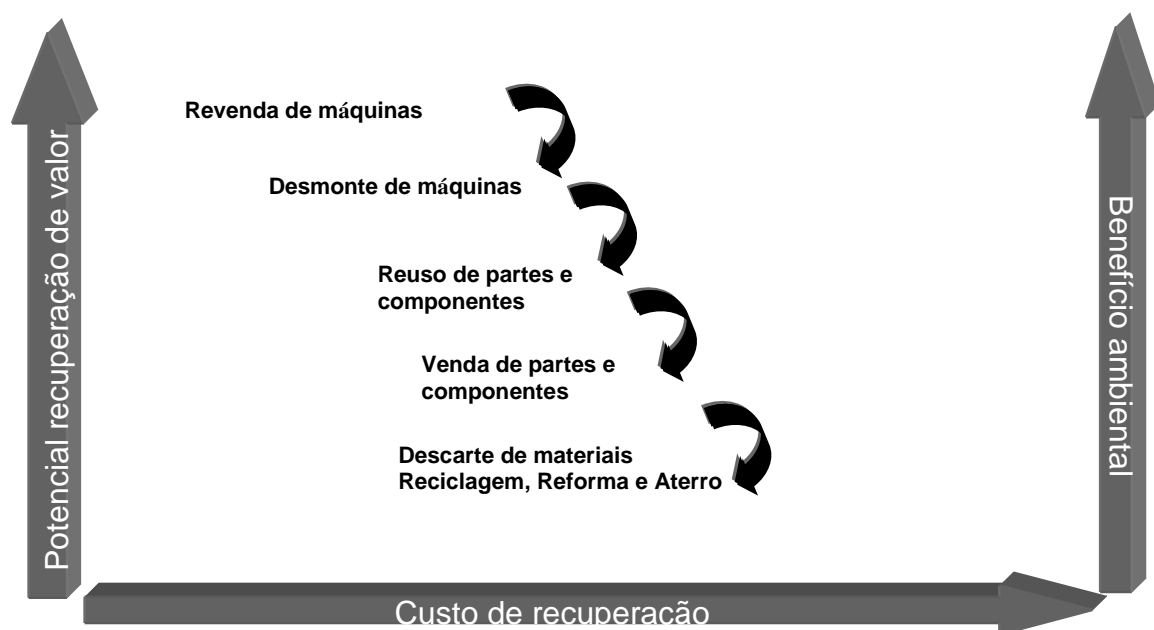 Revenda de máquinas
Desmonte de máquinas
Reuso de partes e
componentes
Venda de partes e
componentes
Descarte de materiais
Reciclagem, Reforma e Aterro
Potencial recuperação de valor
Benefício ambiental
Custo de recuperação